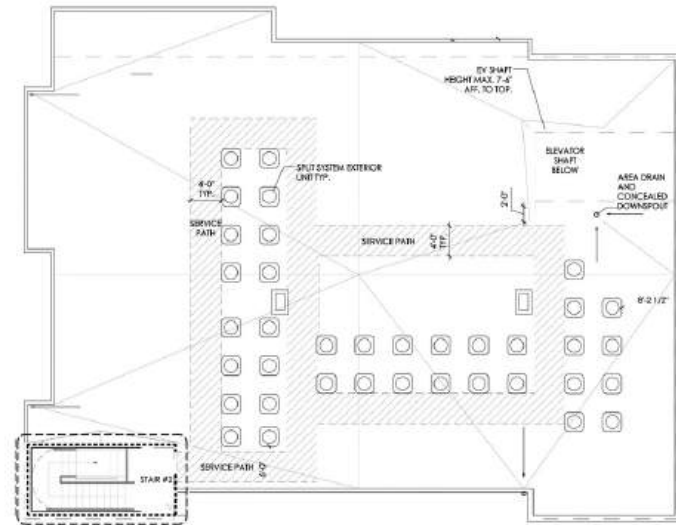 EV SHAFT
HEIGHT MAX. 7'-6"
AFF. TO TOP.
ELEVATOR
SHAFT
BELOW
AREA DRAIN
AND
CONCEALED
DOWNSPOUT
SPLIT SYSTEM EXTERIOR
UNIT TYP.
4'-0"
TYP.
SERVICE
PATH
2'-0"
SERVICE PATH
4'-0"
TYP.
8'-2 1/2"
SERVICE PATH
STAIR #2